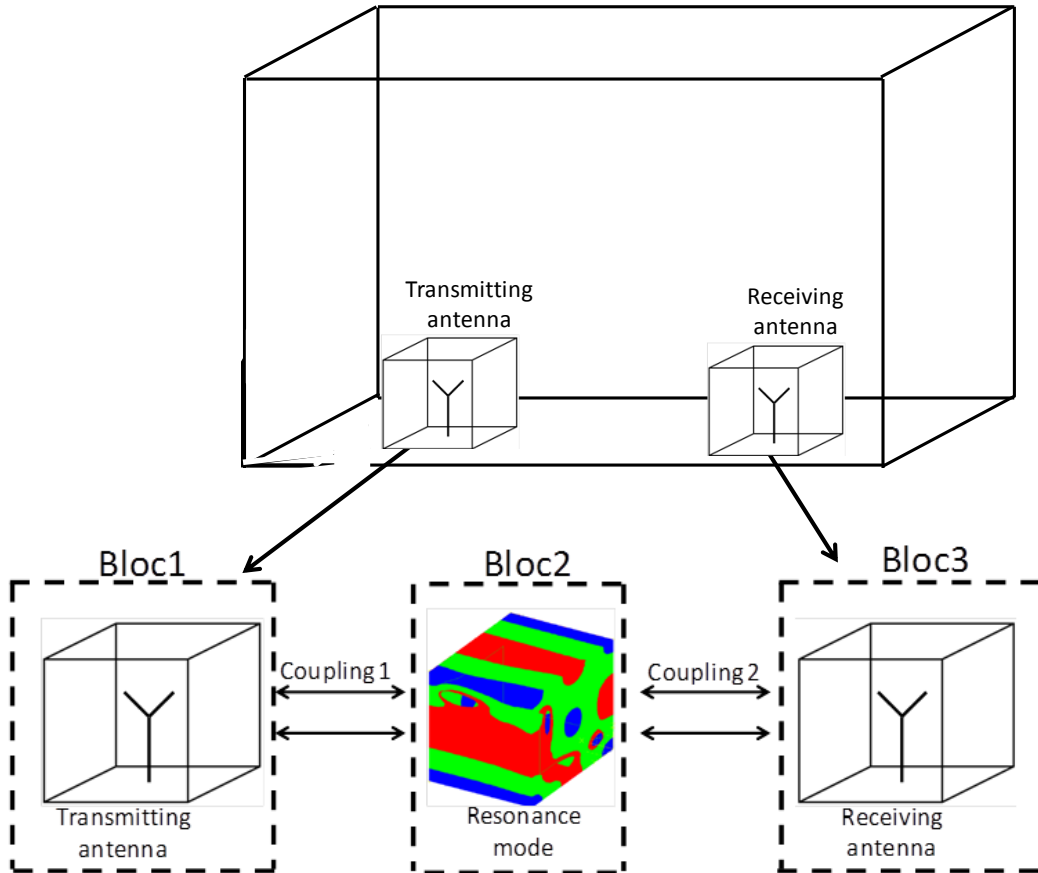 Transmitting
antenna
Receiving
antenna
Bloc1
Bloc2
Bloc3
Coupling 1
Coupling 2
Transmitting
antenna
Resonance
mode
Receiving
antenna